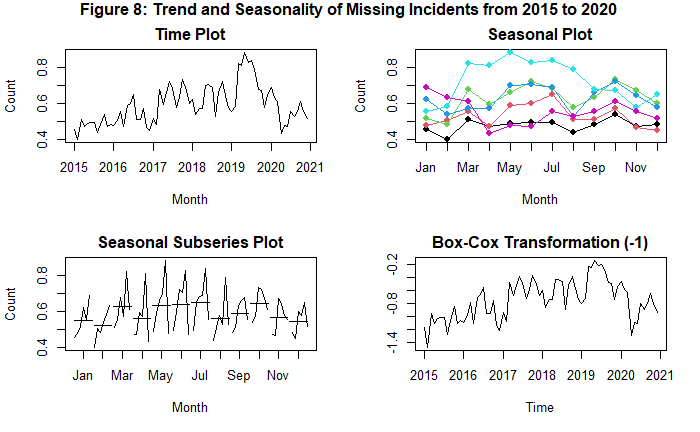 Figure 8: Trend and Seasonality of Missing Incidents from 2015 to 2020
Time Plot
Count
0.8
0.6
0.4
2015 2016 2017 2018 2019 2020 2021
Month
Seasonal Plot
Count
0.8
0.6
0.4
Jan Mar May Jul Sep Nov
Month
Seasonal Subseries Plot
Count
0.8
0.6
0.4
Jan Mar May Jul Sep Nov
Month
Box-Cox Transformation (-1)
-0.2
-0.8
-1.4
2015 2016 2017 2018 2019 2020 2021
Time